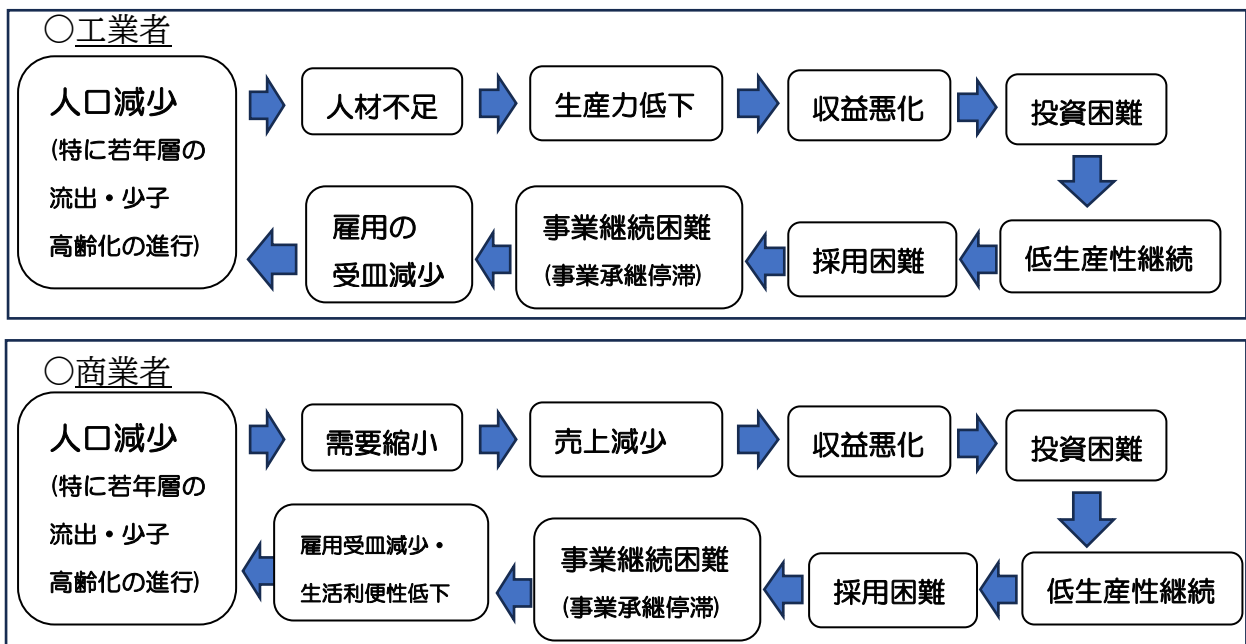 ○工業者
人口減少
(特に若年層の
流出・少子
高齢化の進行)
人材不足
生産力低下
収益悪化
投資困難
低生産性継続
採用困難
事業継続困難
(事業承継停滞)
雇用の
受皿減少
○商業者
人口減少
(特に若年層の
流出・少子
高齢化の進行)
需要縮小
売上減少
収益悪化
投資困難
低生産性継続
採用困難
事業継続困難
(事業承継停滞)
雇用受皿減少・
生活利便性低下